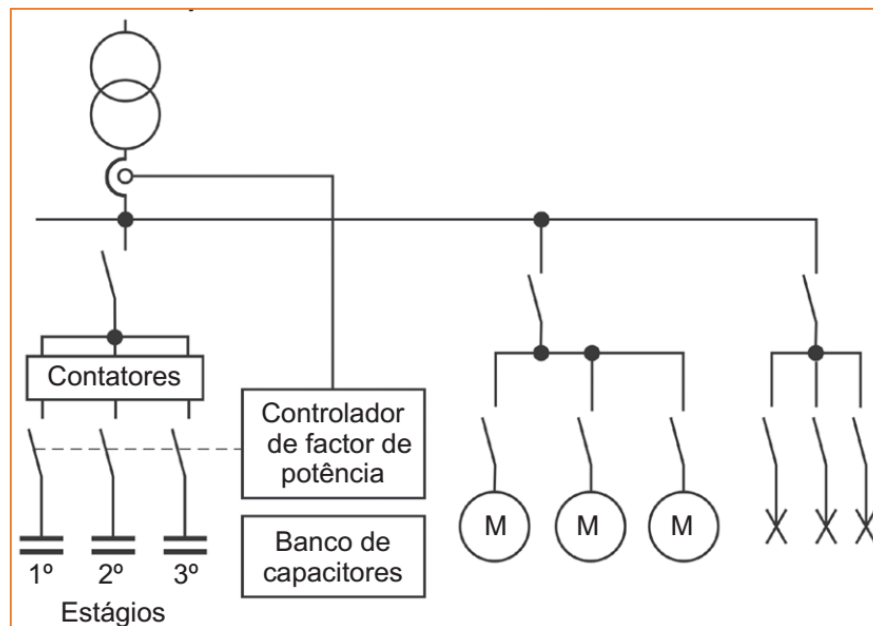 Contatores
Controlador
de factor de
potência
M
M
M
Banco de
capacitores
1º 2º 3º
Estágios